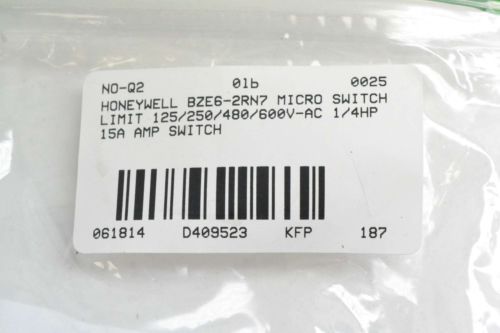 NO-Q2 01b 0025
HONEYWELL BZE6-2RN7 MICRO SWITCH
LIMIT 125/250/480/600V-AC 1/4HP
15A AMP SWITCH
061814 D409523 KFP 187